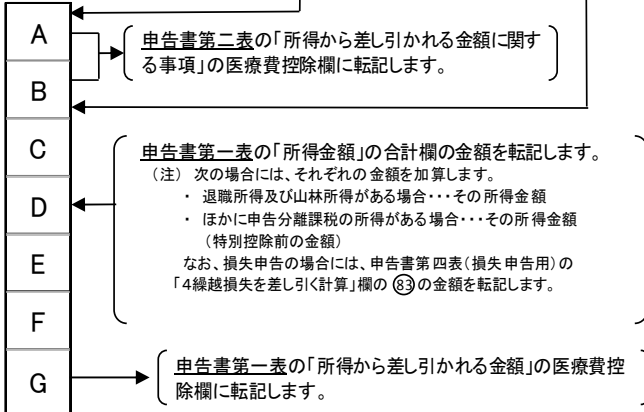 A
申告書第二表の「所得から差し引かれる金額に関す
る事項」の医療費控除欄に転記します。
B
C
申告書第一表の「所得金額」の合計欄の金額を転記します。
(注) 次の場合には、それぞれの金額を加算します。
・ 退職所得及び山林所得がある場合・・・その所得金額
D
・ ほかに申告分離課税の所得がある場合・・・その所得金額
(特別控除前の金額)
E
なお、損失申告の場合には、申告書第四表(損失申告用)の
「4繰越損失を差し引く計算」欄の 83 の金額を転記します。
F
G
申告書第一表の「所得から差し引かれる金額」の医療費控
除欄に転記します。